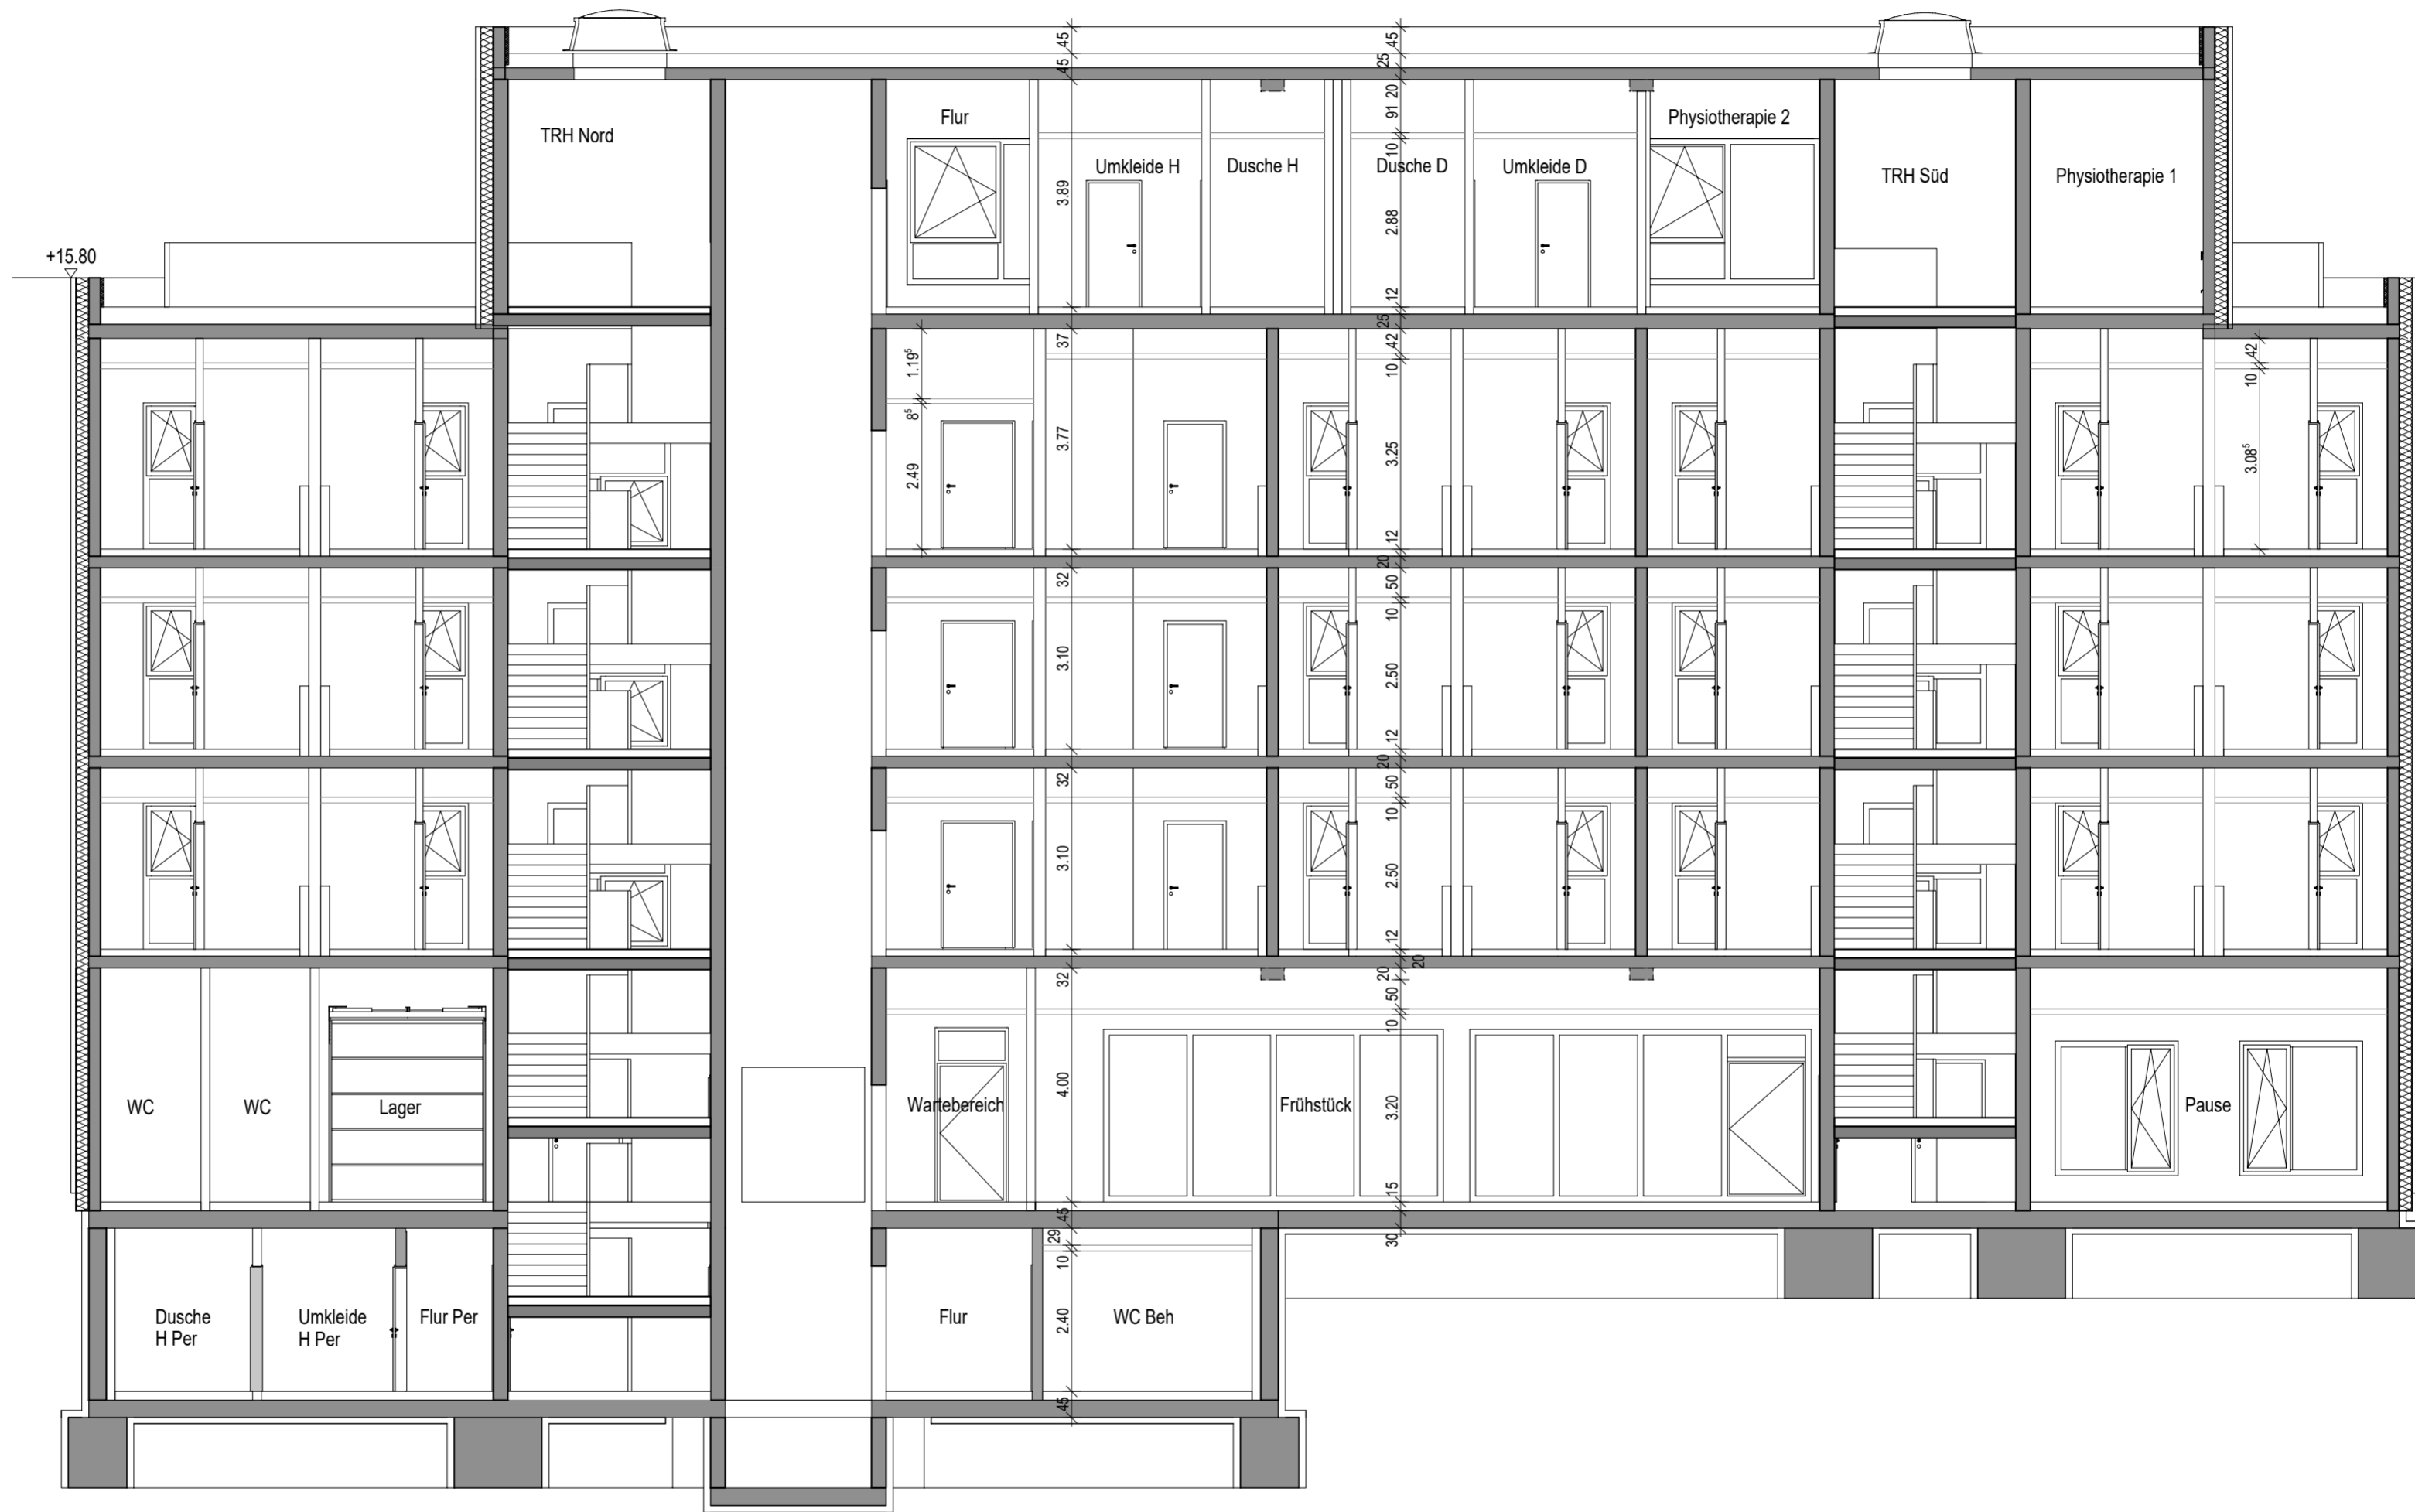 45
45
45
25
TRH Nord
Flur
Umkleide H
Dusche H
Dusche D
Umkleide D
Physiotherapie 2
TRH Süd
Physiotherapie 1
3.89
20
91
10
2.88
12
+15.80
25
37
42
10
1.19⁵
8⁵
2.49
3.77
3.25
12
42
10
3.08⁵
20
32
50
10
3.10
2.50
12
20
32
50
10
3.10
2.50
12
20
32
20
50
10
4.00
3.20
15
WC
WC
Lager
Wartebereich
Frühstück
Pause
45
30
29
10
2.40
Dusche
H Per
Umkleide
H Per
Flur Per
Flur
WC Beh
45